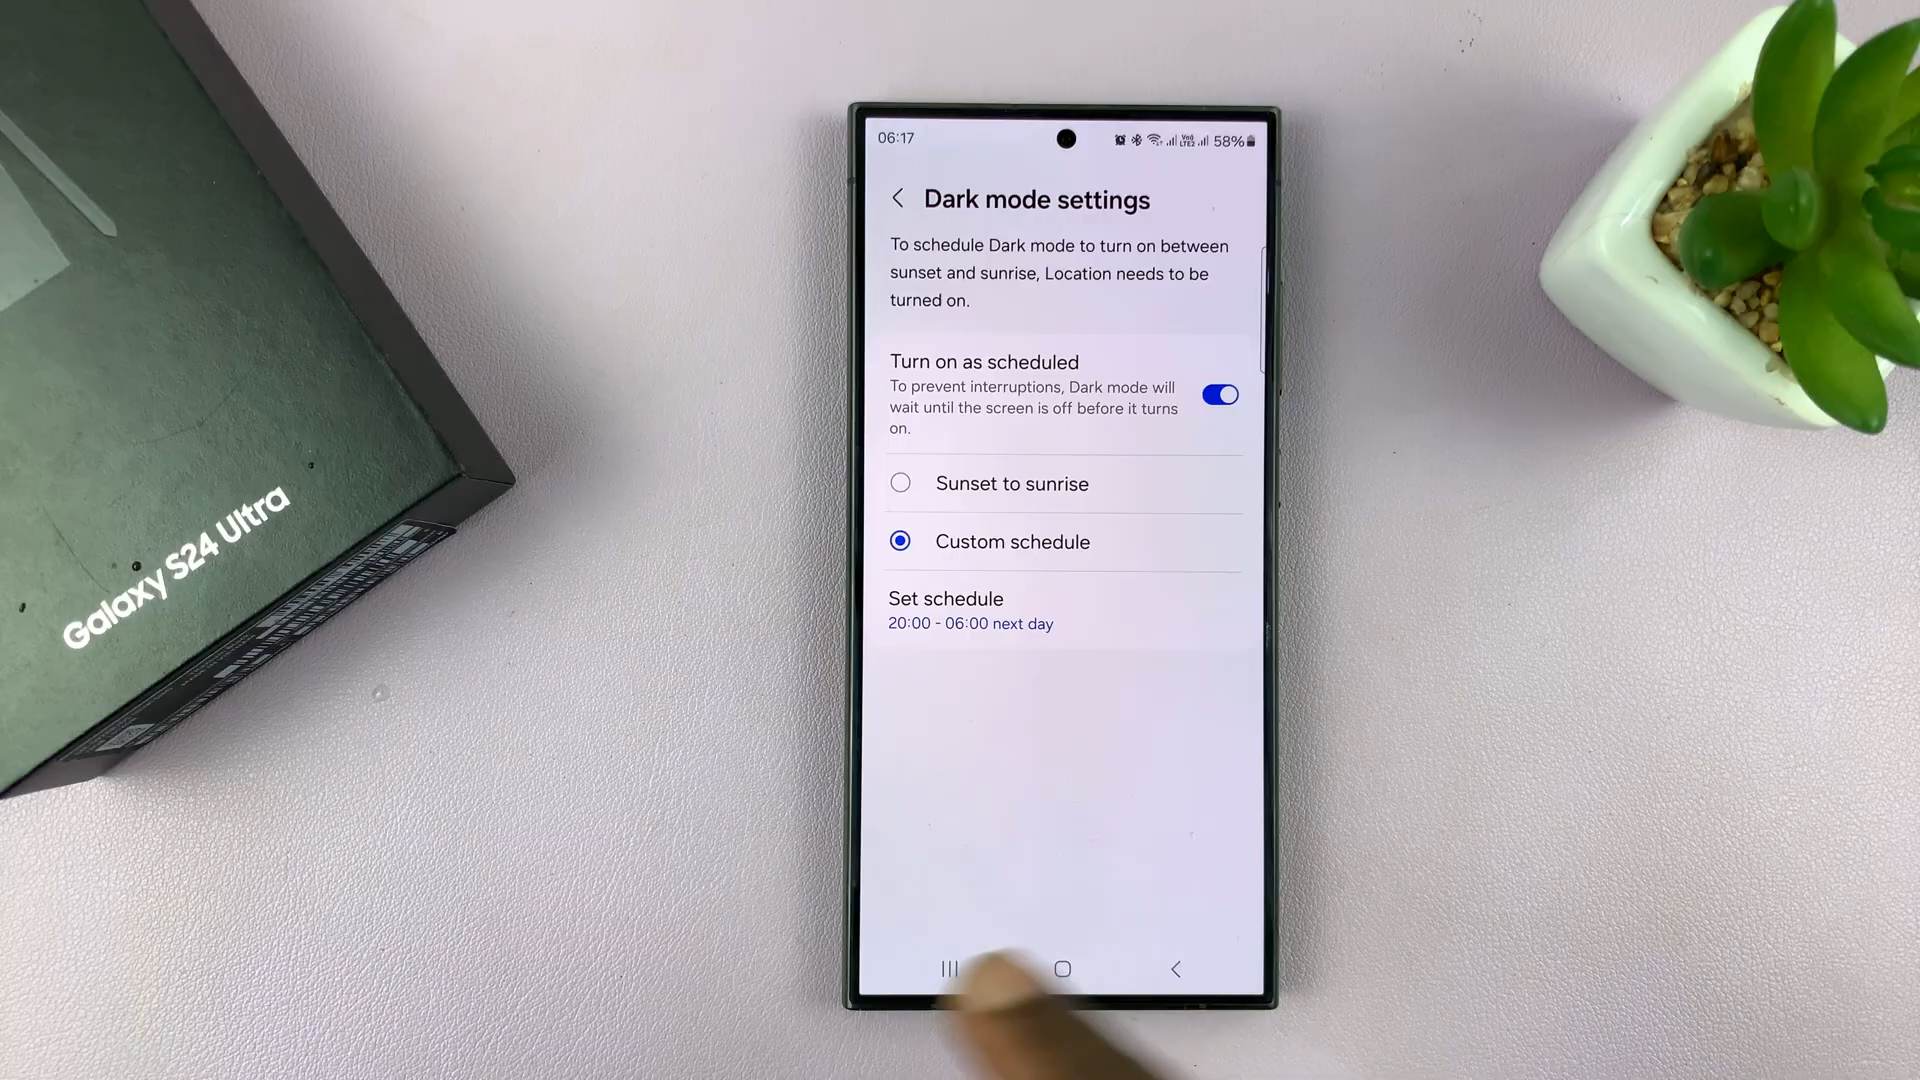 Galaxy S24 Ultra
06:17
58%
Dark mode settings
To schedule Dark mode to turn on between
sunset and sunrise, Location needs to be
turned on.
Turn on as scheduled
To prevent interruptions, Dark mode will
wait until the screen is off before it turns
on.
Sunset to sunrise
Custom schedule
Set schedule
20:00 - 06:00 next day